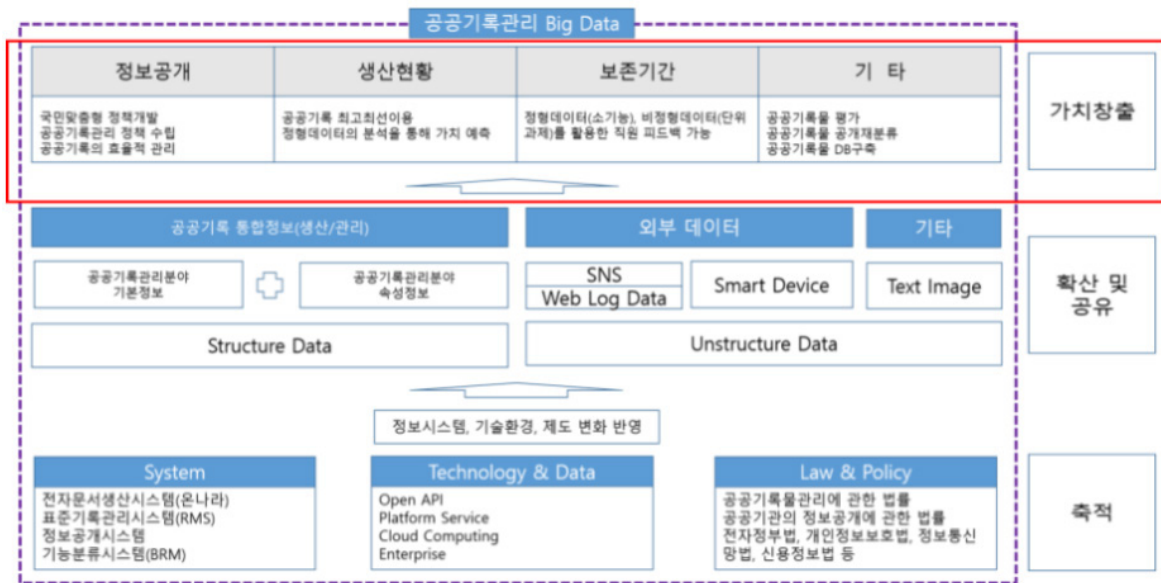 공공기록관리 Big Data
정보공개
생산현황
보존기간
기 타
국민맞춤형 정책개발
공공기록관리 정책 수립
공공기록의 효율적 관리
공공기록 최고최선이용
정형데이터의 분석을 통해 가치 예측
정형데이터(소기능), 비정형데이터(단위
과제)를 활용한 직원 피드백 가능
공공기록물 평가
공공기록물 공개재분류
공공기록물 DB구축
가치창출
공공기록 통합정보(생산/관리)
외부 데이터
기타
공공기록관리분야
기본정보
공공기록관리분야
속성정보
SNS
Web Log Data
Smart Device
Text Image
Structure Data
Unstructure Data
확산 및
공유
정보시스템, 기술환경, 제도 변화 반영
System
전자문서생산시스템(온나라)
표준기록관리시스템(RMS)
정보공개시스템
기능분류시스템(BRM)
Technology & Data
Open API
Platform Service
Cloud Computing
Enterprise
Law & Policy
공공기록물관리에 관한 법률
공공기관의 정보공개에 관한 법률
전자정부법, 개인정보보호법, 정보통신
망법, 신용정보법 등
축적